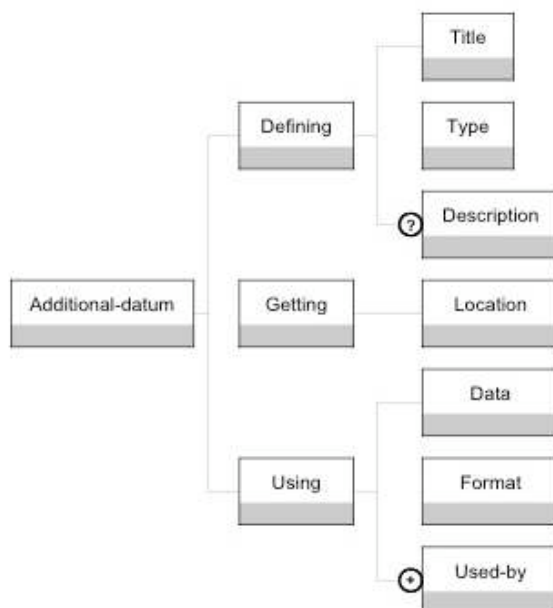 Title
Defining
Type
?
Description
Additional-datum
Getting
Location
Data
Using
Format
+
Used-by